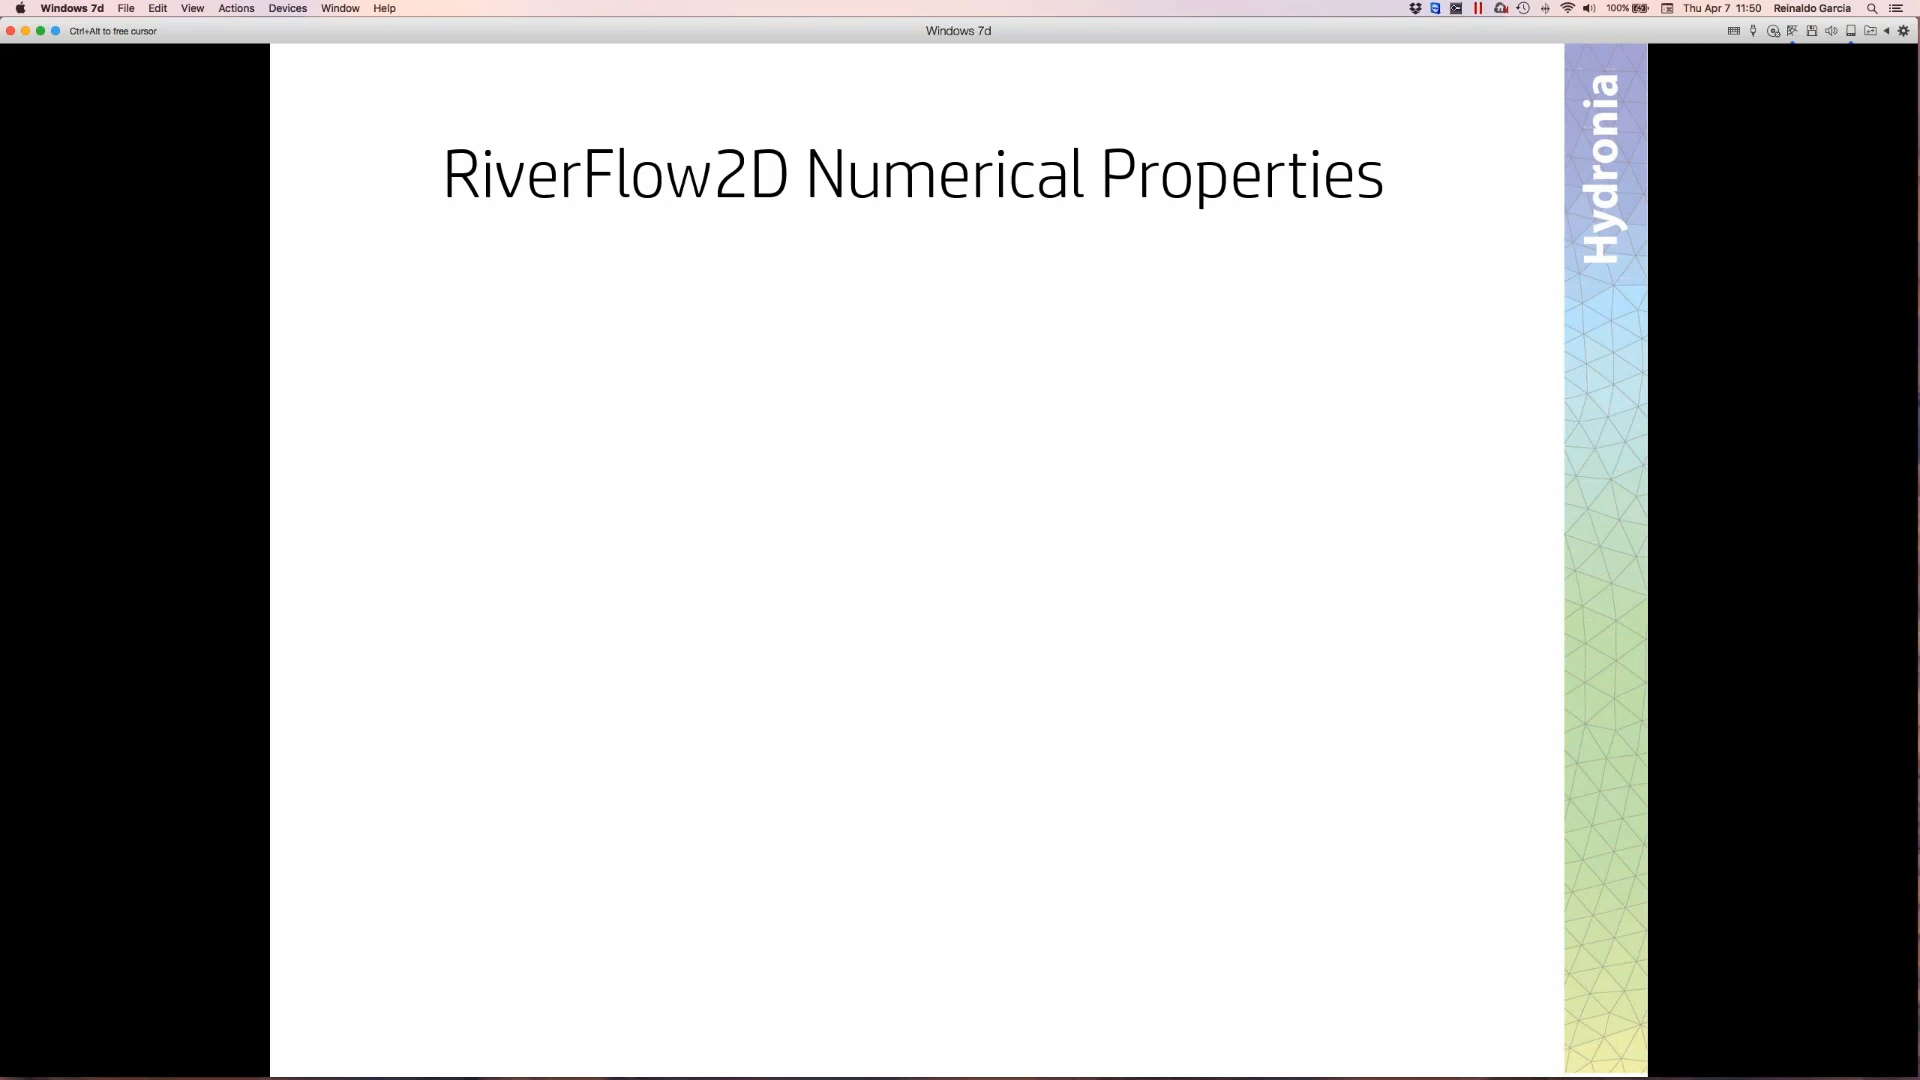 Windows 7d File Edit View Actions Devices Window Help 100% Thu Apr 7 11:50 Reinaldo Garcia
Ctrl+Alt to free cursor Windows 7d
RiverFlow2D Numerical Properties
Hydronia